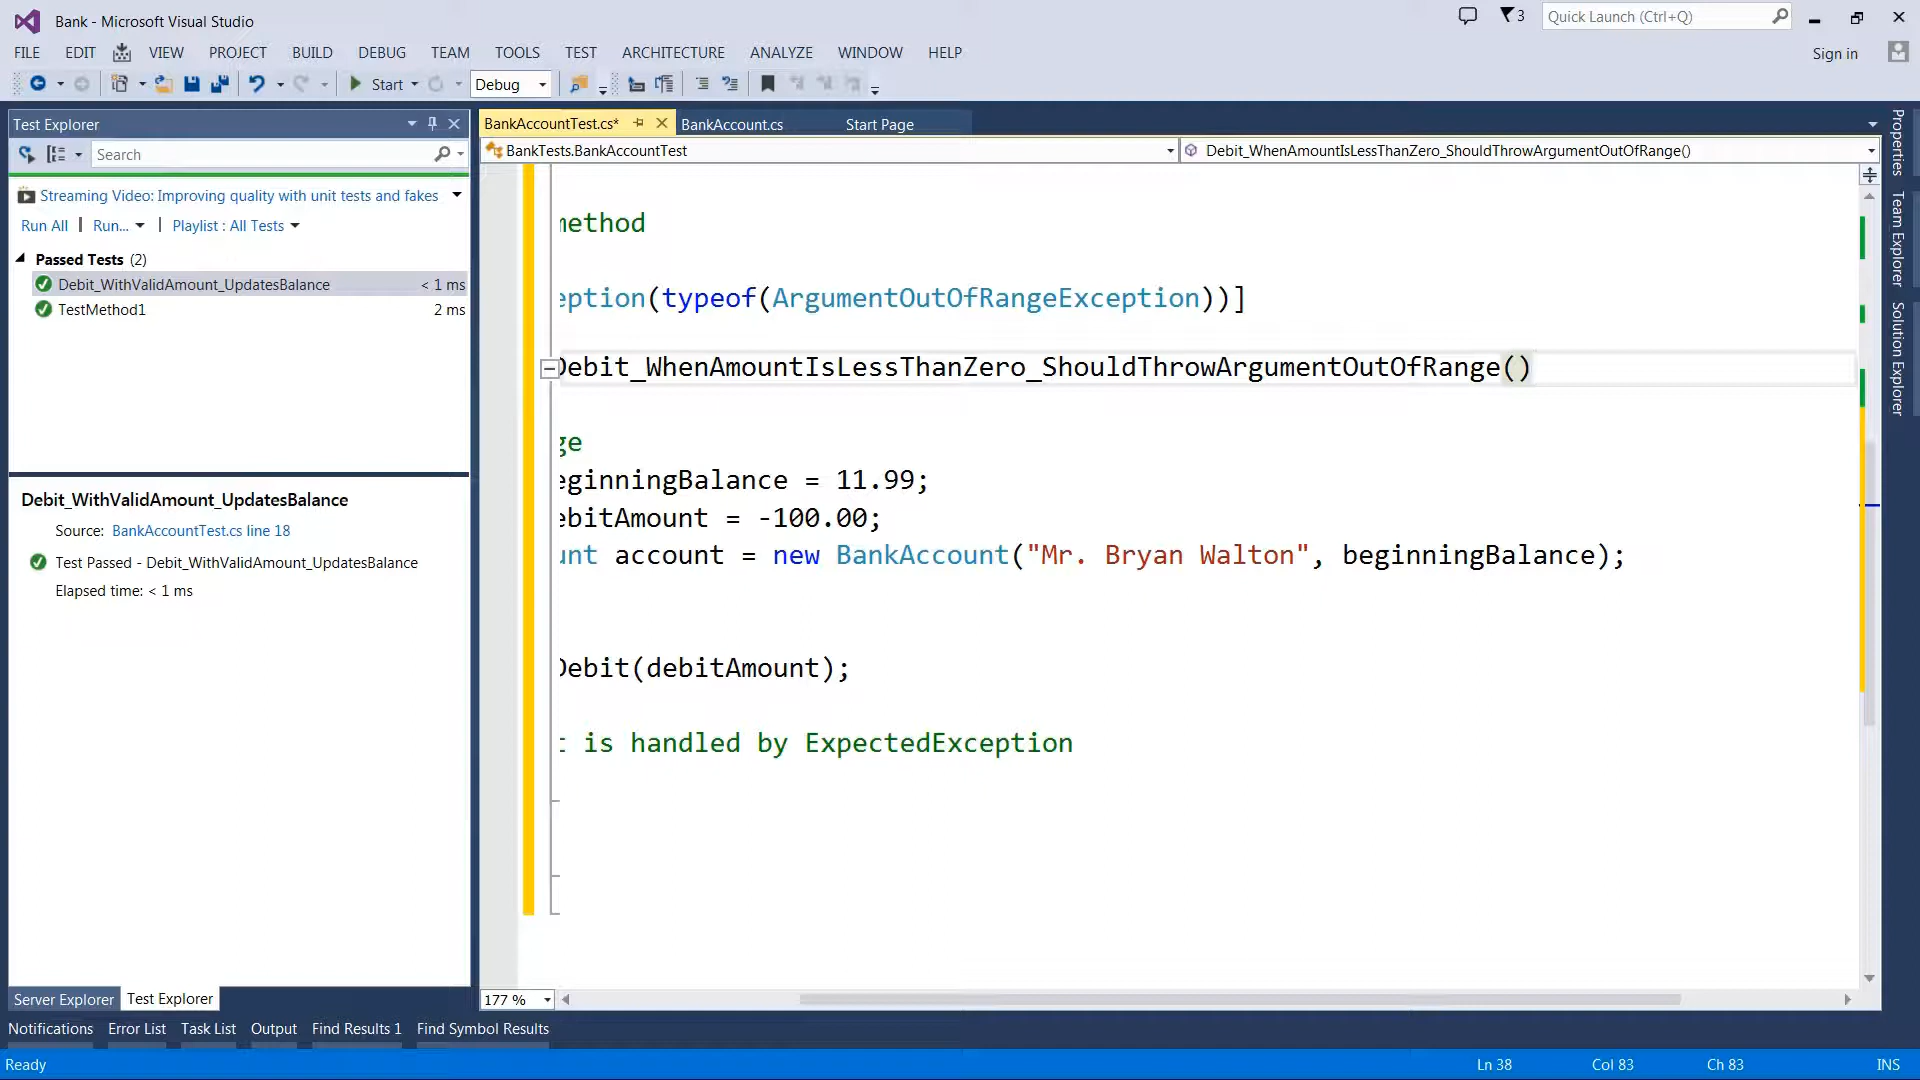 Bank - Microsoft Visual Studio
3
Quick Launch (Ctrl+Q)
FILE EDIT VIEW PROJECT BUILD DEBUG TEAM TOOLS TEST ARCHITECTURE ANALYZE WINDOW HELP
Sign in
Start
Debug
Test Explorer
Search
Streaming Video: Improving quality with unit tests and fakes
Run All Run... Playlist : All Tests
Passed Tests (2)
Debit_WithValidAmount_UpdatesBalance < 1 ms
TestMethod1 2 ms
Debit_WithValidAmount_UpdatesBalance
Source: BankAccountTest.cs line 18
Test Passed - Debit_WithValidAmount_UpdatesBalance
Elapsed time: < 1 ms
Server Explorer Test Explorer
BankAccountTest.cs* BankAccount.cs Start Page
BankTests.BankAccountTest
Debit_WhenAmountIsLessThanZero_ShouldThrowArgumentOutOfRange()
method
eption(typeof(ArgumentOutOfRangeException))]
Debit_WhenAmountIsLessThanZero_ShouldThrowArgumentOutOfRange()
ge
eginningBalance = 11.99;
ebitAmount = -100.00;
unt account = new BankAccount("Mr. Bryan Walton", beginningBalance);
Debit(debitAmount);
t is handled by ExpectedException
177 %
Properties
Team Explorer
Solution Explorer
Notifications Error List Task List Output Find Results 1 Find Symbol Results
Ready
Ln 38 Col 83 Ch 83 INS